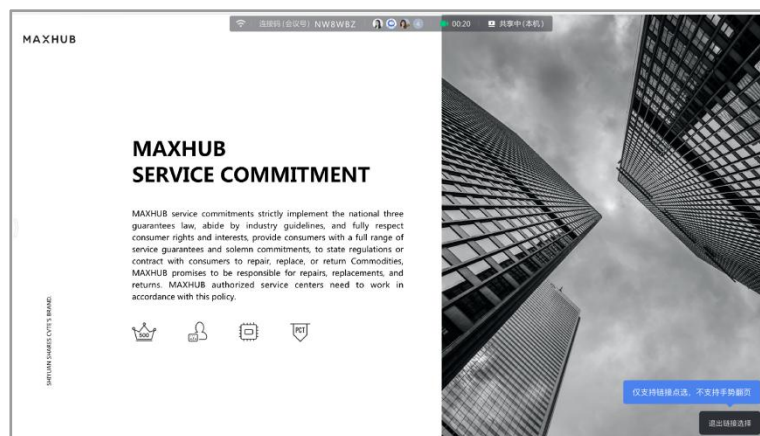 连接码(会议号) NWBWBZ
00:20
共享中(本机)
MAXHUB
MAXHUB
SERVICE COMMITMENT
MAXHUB service commitments strictly implement the national three
guarantees law, abide by industry guidelines, and fully respect
consumer rights and interests, provide consumers with a full range of
service guarantees and solemn commitments, to state regulations or
contract with consumers to repair, replace, or return Commodities,
MAXHUB promises to be responsible for repairs, replacements, and
returns. MAXHUB authorized service centers need to work in
accordance with this policy.
500
PCT
SHIYUAN SHARES CVTE'S BRAND.
仅支持链接点选，不支持手势翻页
退出链接选择